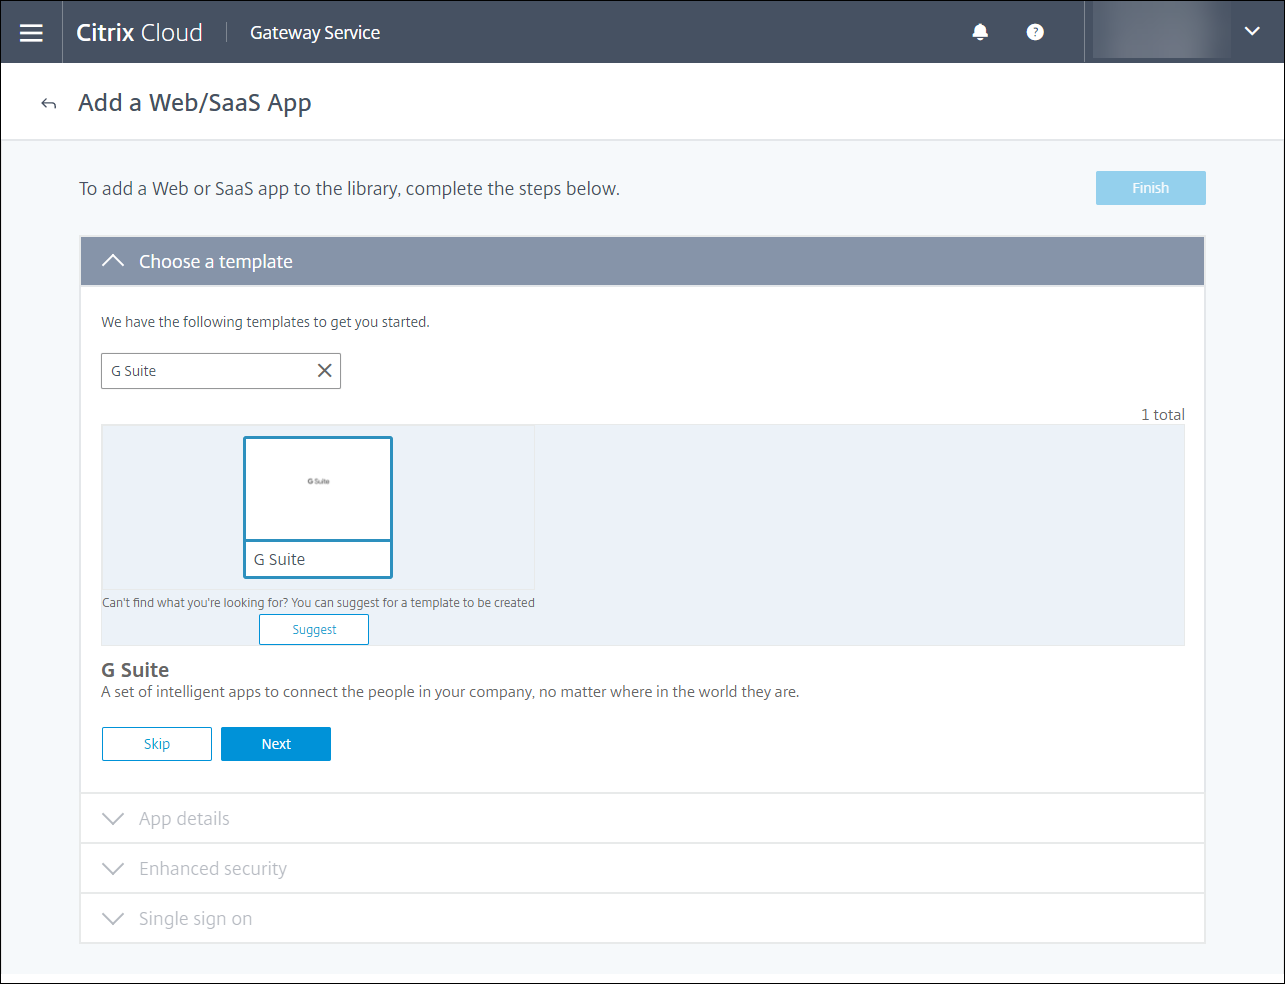 Citrix Cloud
Gateway Service
?
Add a Web/SaaS App
To add a Web or SaaS app to the library, complete the steps below.
Finish
Choose a template
We have the following templates to get you started.
G Suite
1 total
G Suite
G Suite
Can't find what you're looking for? You can suggest for a template to be created
Suggest
G Suite
A set of intelligent apps to connect the people in your company, no matter where in the world they are.
Skip
Next
App details
Enhanced security
Single sign on